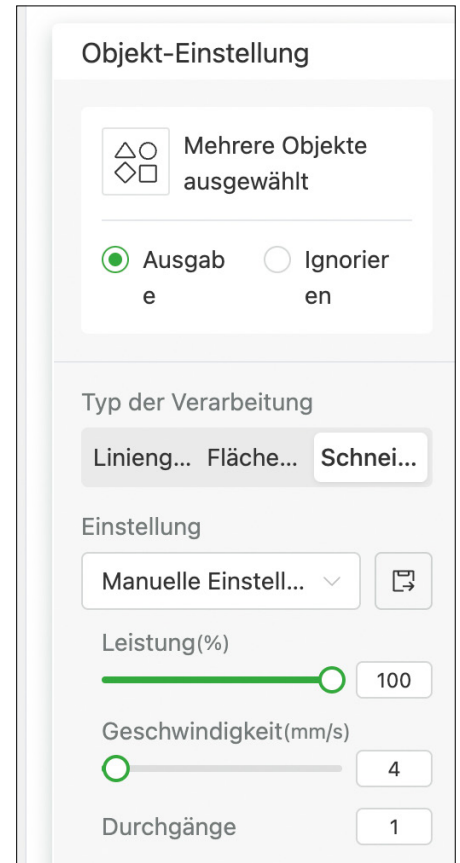 Objekt-Einstellung
Mehrere Objekte
ausgewählt
Ausgab
e
Ignorier
en
Typ der Verarbeitung
Linieng... Fläche... Schnei...
Einstellung
Manuelle Einstell...
Leistung(%)
100
Geschwindigkeit(mm/s)
4
Durchgänge 1